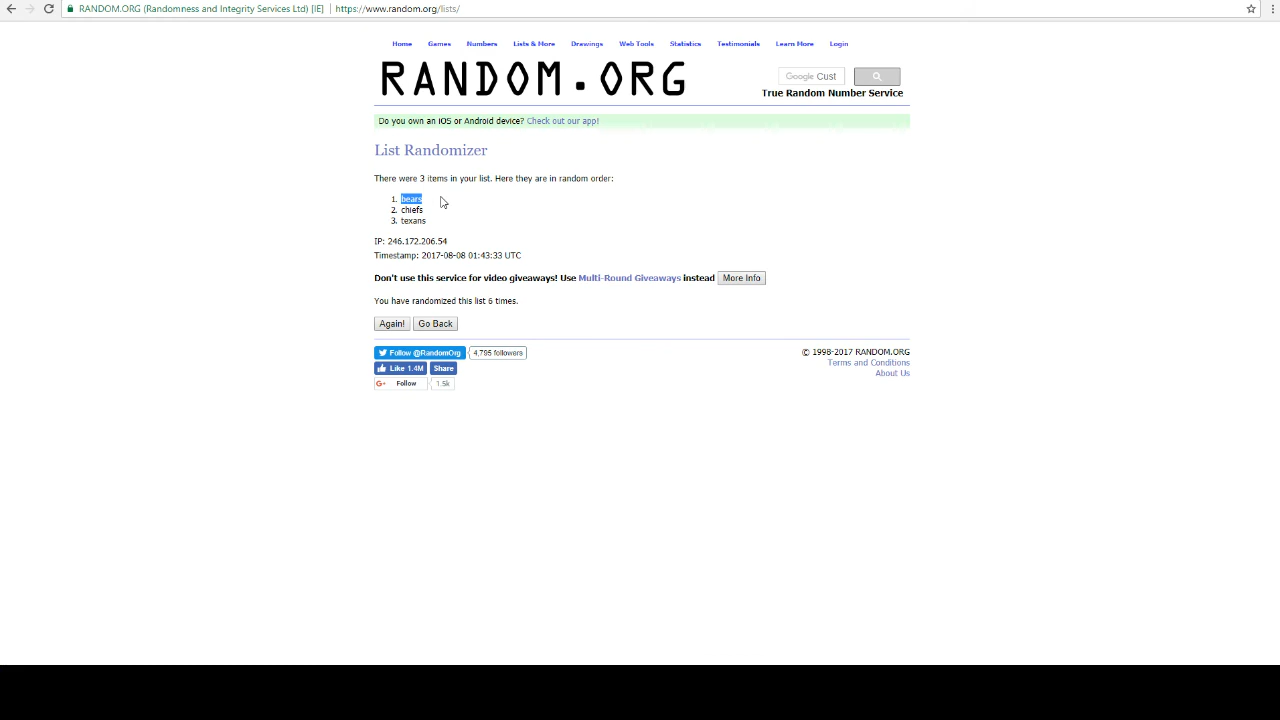 RANDOM.ORG (Randomness and Integrity Services Ltd) [IE] https://www.random.org/lists/
Home Games Numbers Lists & More Drawings Web Tools Statistics Testimonials Learn More Login
RANDOM.ORG
Google Cust
True Random Number Service
Do you own an iOS or Android device? Check out our app!
List Randomizer
There were 3 items in your list. Here they are in random order:
1. bears
2. chiefs
3. texans
IP: 246.172.206.54
Timestamp: 2017-08-08 01:43:33 UTC
Don't use this service for video giveaways! Use Multi-Round Giveaways instead More Info
You have randomized this list 6 times.
Again! Go Back
Follow @RandomOrg 4,795 followers
© 1998-2017 RANDOM.ORG
Like 1.4M Share
Terms and Conditions
G+ Follow 1.5k
About Us